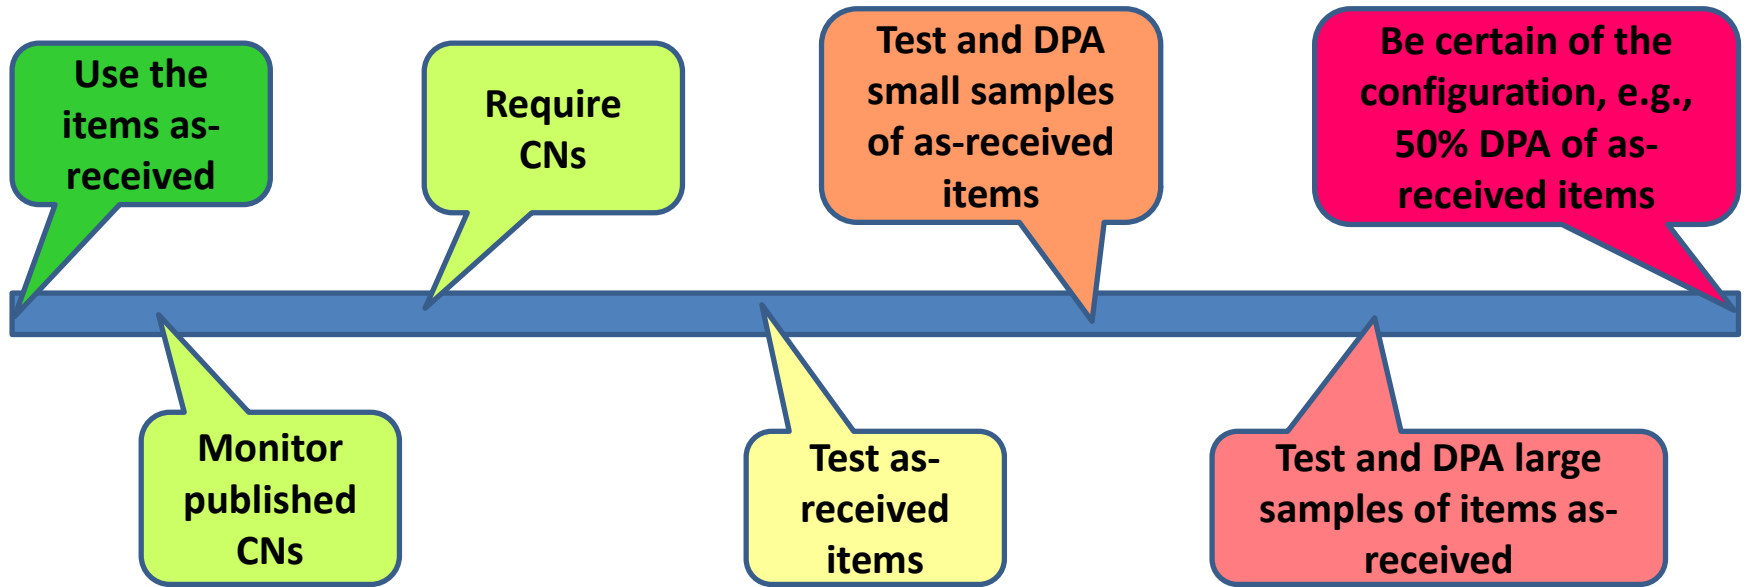 Use the
items as-
received
Require
CNs
Test and DPA
small samples
of as-received
items
Be certain of the
configuration, e.g.,
50% DPA of as-
received items
Monitor
published
CNs
Test as-
received
items
Test and DPA large
samples of items as-
received